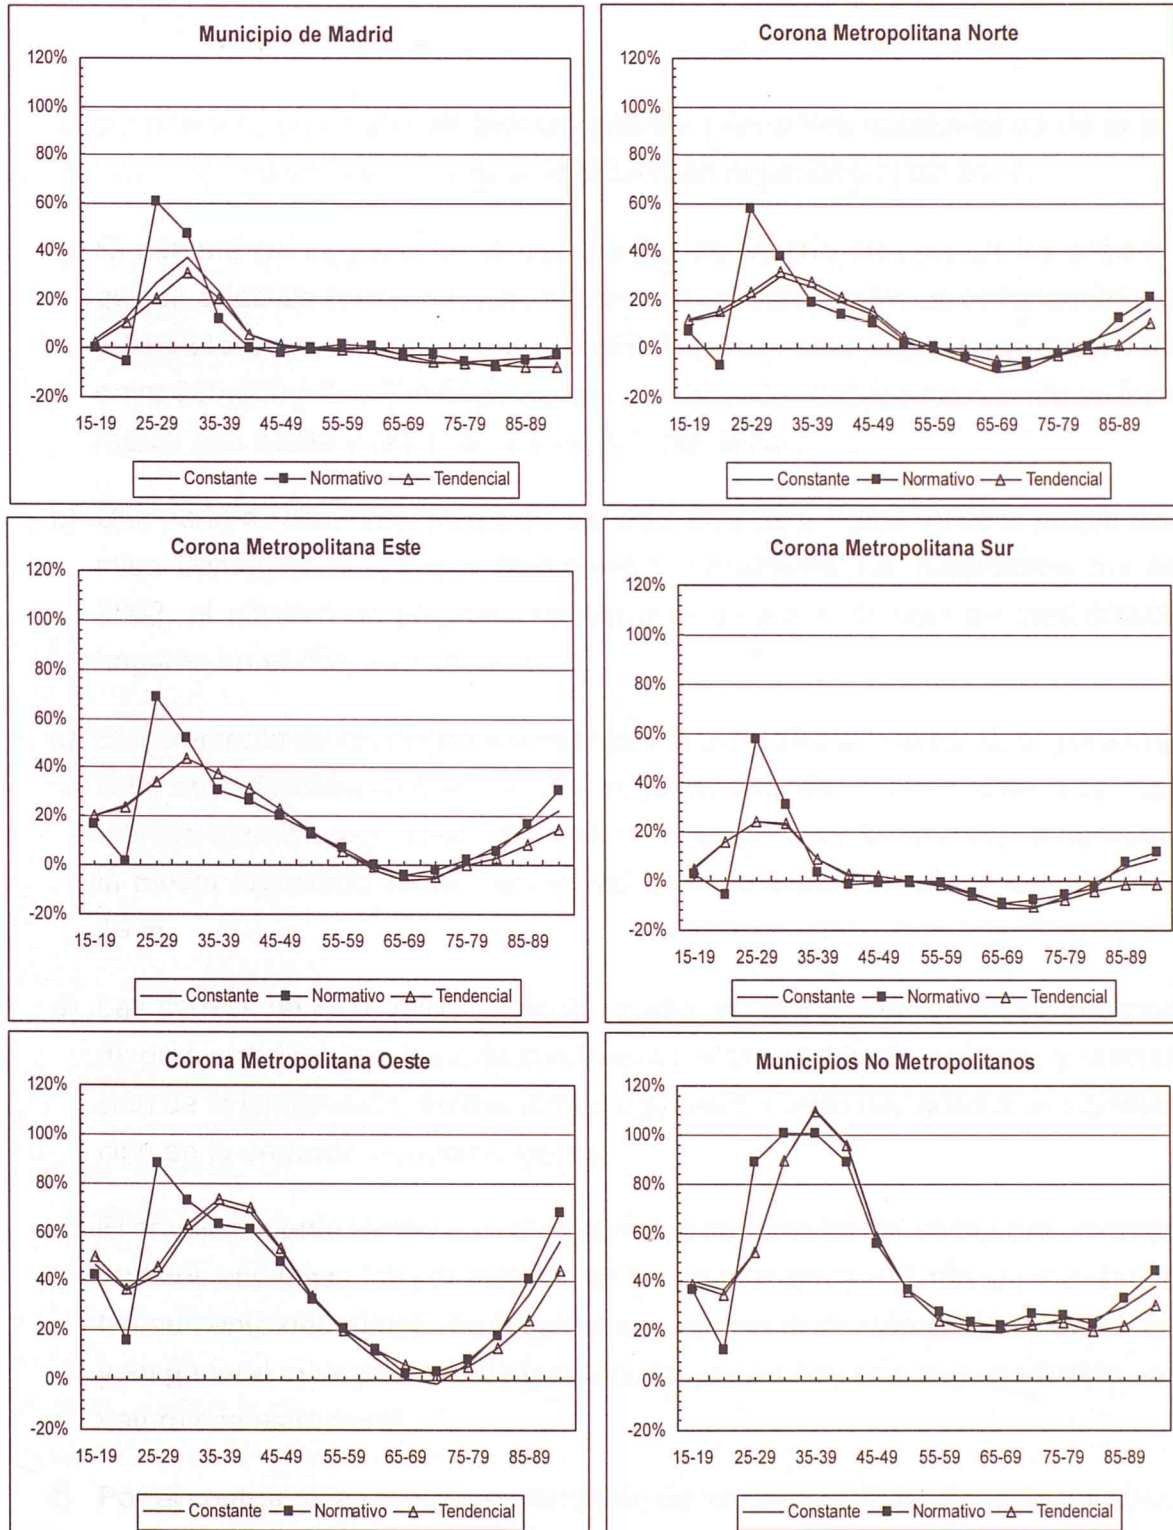 Municipio de Madrid
120%
100%
80%
60%
40%
20%
0%
-20%
15-19 25-29 35-39 45-49 55-59 65-69 75-79 85-89
Constante Normativo Tendencial
Corona Metropolitana Norte
120%
100%
80%
60%
40%
20%
0%
-20%
15-19 25-29 35-39 45-49 55-59 65-69 75-79 85-89
Constante Normativo Tendencial
Corona Metropolitana Este
120%
100%
80%
60%
40%
20%
0%
-20%
15-19 25-29 35-39 45-49 55-59 65-69 75-79 85-89
Constante Normativo Tendencial
Corona Metropolitana Sur
120%
100%
80%
60%
40%
20%
0%
-20%
15-19 25-29 35-39 45-49 55-59 65-69 75-79 85-89
Constante Normativo Tendencial
Corona Metropolitana Oeste
120%
100%
80%
60%
40%
20%
0%
-20%
15-19 25-29 35-39 45-49 55-59 65-69 75-79 85-89
Constante Normativo Tendencial
Municipios No Metropolitanos
120%
100%
80%
60%
40%
20%
0%
-20%
15-19 25-29 35-39 45-49 55-59 65-69 75-79 85-89
Constante Normativo Tendencial